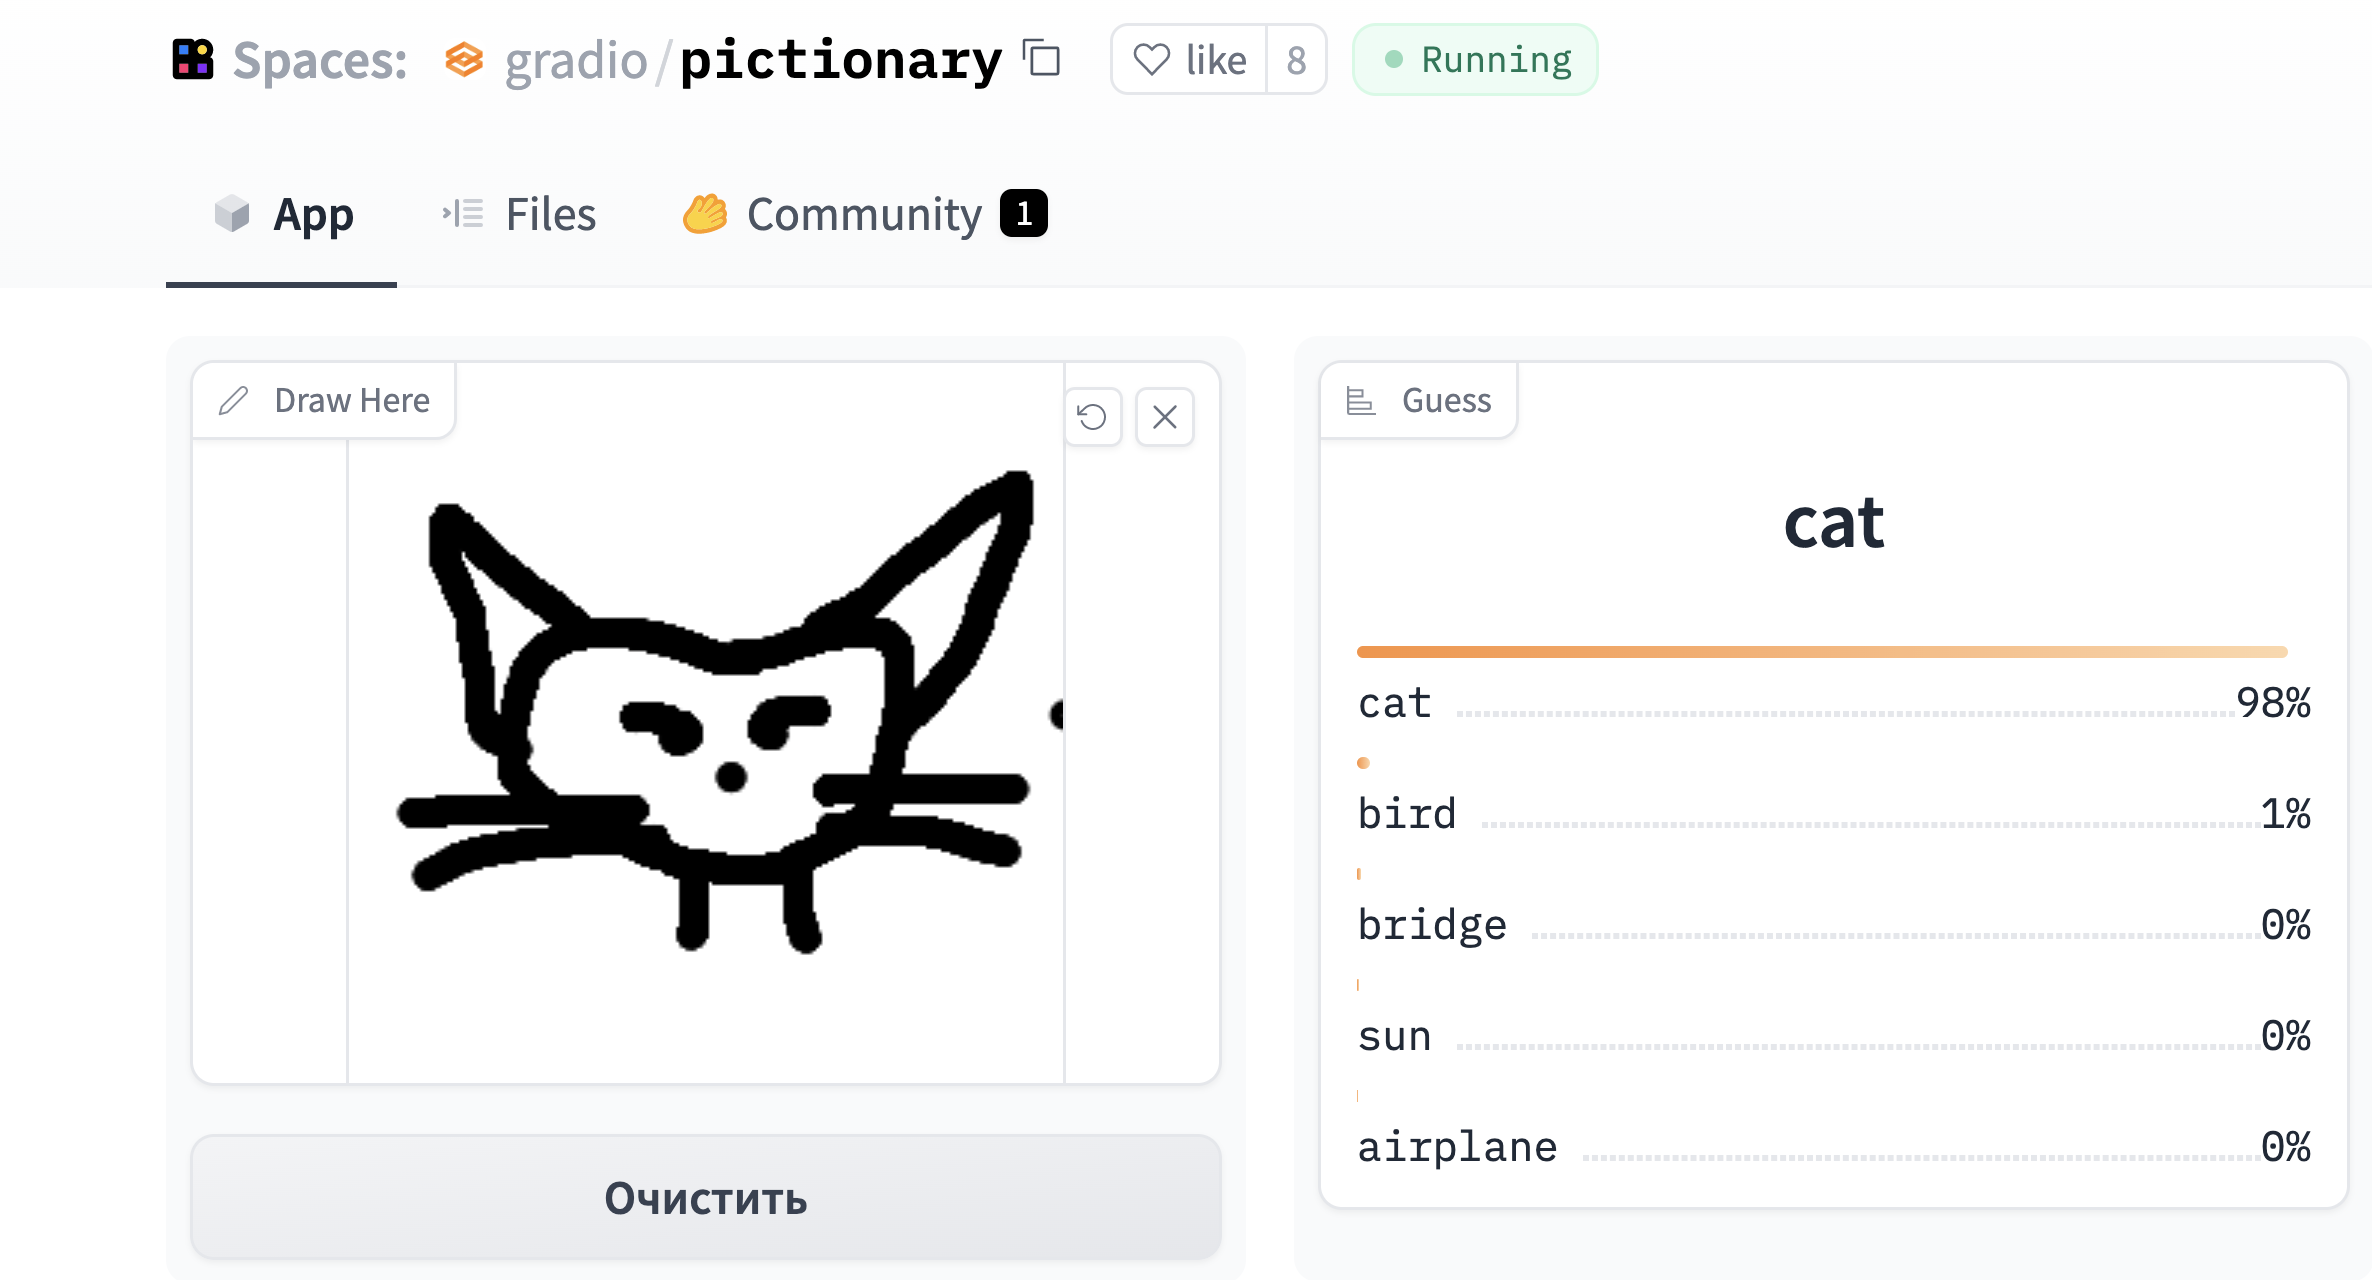 Spaces: gradio/pictionary like 8 Running
App Files Community 1
Draw Here
Очистить
Guess
cat
cat 98%
bird 1%
bridge 0%
sun 0%
airplane 0%